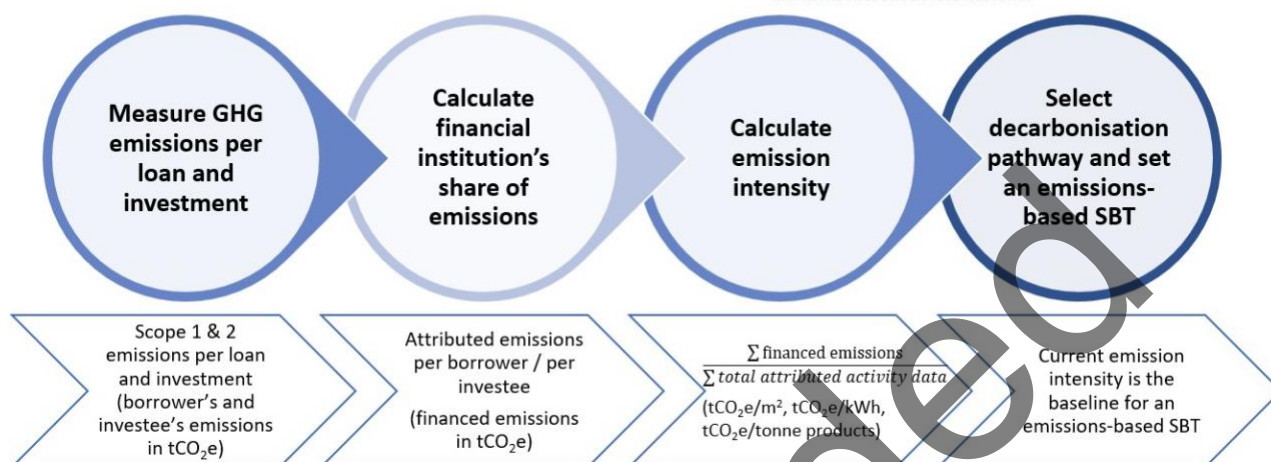 Measure GHG
emissions per
loan and
investment
Calculate
financial
institution's
share of
emissions
Calculate
emission
intensity
Select
decarbonisation
pathway and set
an emissions-
based SBT
Scope 1 & 2
emissions per loan
and investment
(borrower's and
investee's emissions
in tCO₂e)
Attributed emissions
per borrower / per
investee
(financed emissions
in tCO₂e)
∑ financed emissions
∑ total attributed activity data
(tCO₂e/m², tCO₂e/kWh,
tCO₂e/tonne products)
Current emission
intensity is the
baseline for an
emissions-based SBT
ded